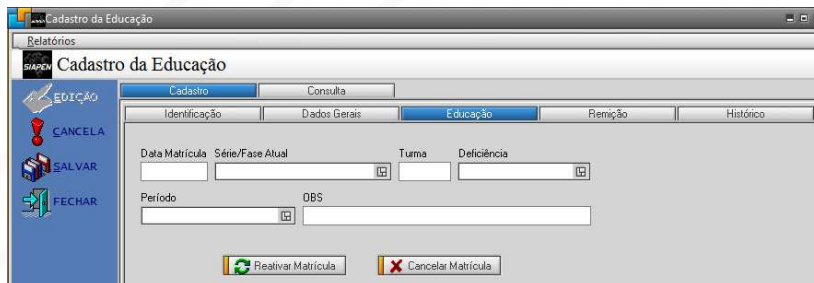 Cadastro da Educação
Relatórios
SIAPEN Cadastro da Educação
EDIÇÃO
CANCELA
SALVAR
FECHAR
Cadastro Consulta
Identificação Dados Gerais Educação Remição Histórico
Data Matrícula Série/Fase Atual Turma Deficiência
Período OBS
Reativar Matrícula Cancelar Matrícula